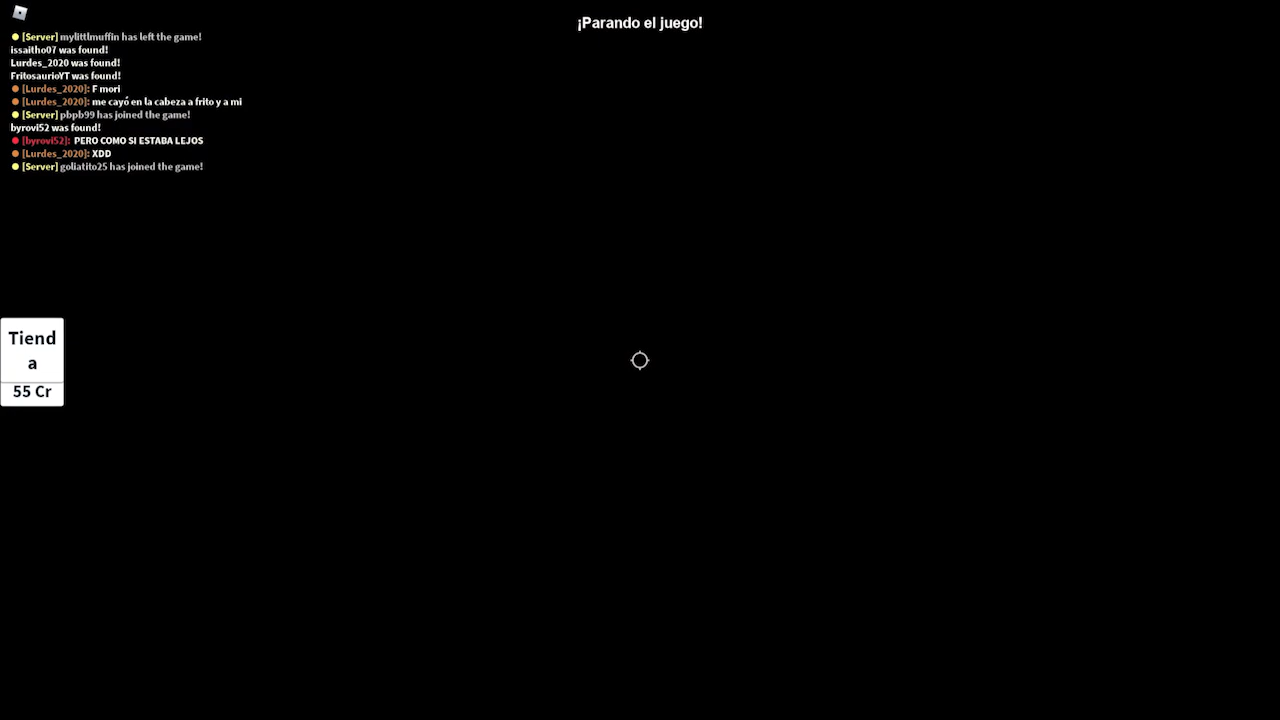 ¡Parando el juego!
[Server] mylittlmuffin has left the game!
issaitho07 was found!
Lurdes_2020 was found!
FritosaurioYT was found!
[Lurdes_2020]: F mori
[Lurdes_2020]: me cayó en la cabeza a frito y a mi
[Server] pbpb99 has joined the game!
byrovi52 was found!
[byrovi52]: PERO COMO SI ESTABA LEJOS
[Lurdes_2020]: XDD
[Server] goliatito25 has joined the game!
Tiend
a
55 Cr